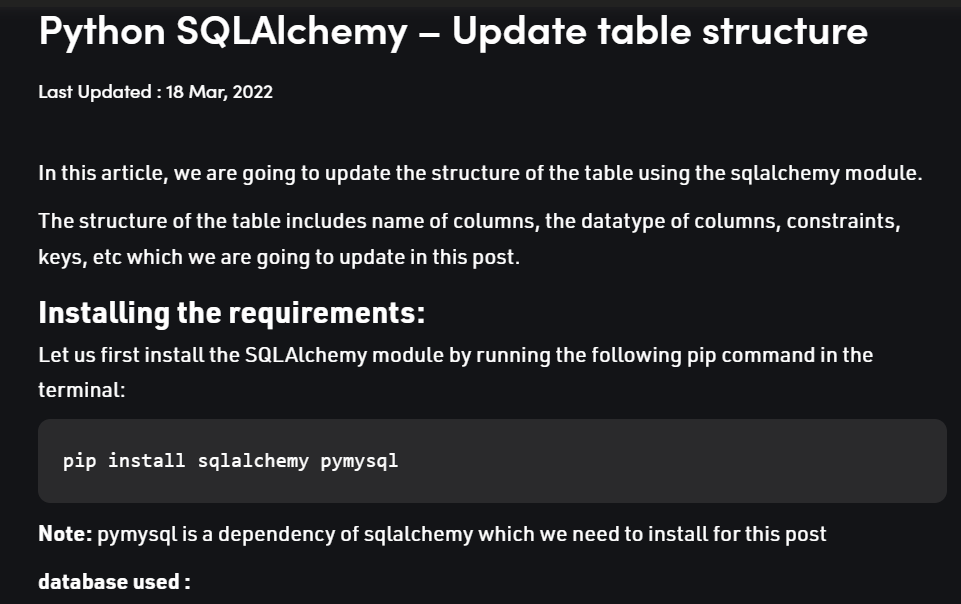 Python SQLAlchemy – Update table structure
Last Updated : 18 Mar, 2022
In this article, we are going to update the structure of the table using the sqlalchemy module.
The structure of the table includes name of columns, the datatype of columns, constraints,
keys, etc which we are going to update in this post.
Installing the requirements:
Let us first install the SQLAlchemy module by running the following pip command in the
terminal:
pip install sqlalchemy pymysql
Note: pymysql is a dependency of sqlalchemy which we need to install for this post
database used :